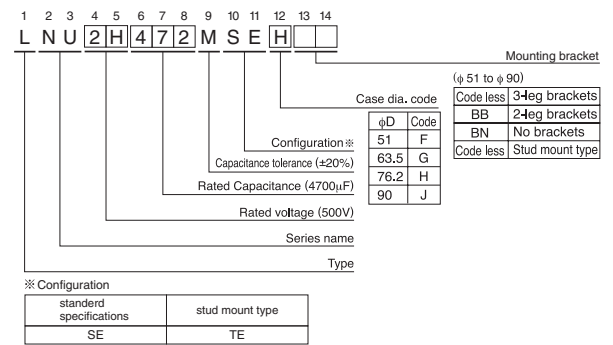 1 2 3 4 5 6 7 8 9 10 11 12 13 14
L N U 2 H 4 7 2 M S E H
Mounting bracket
(φ 51 to φ 90)
Code less 3-leg brackets
BB 2-leg brackets
BN No brackets
Code less Stud mount type
Case dia. code
φD Code
51 F
63.5 G
76.2 H
90 J
Configuration※
Capacitance tolerance (±20%)
Rated Capacitance (4700µF)
Rated voltage (500V)
Series name
Type
※ Configuration
standerd specifications stud mount type
SE TE